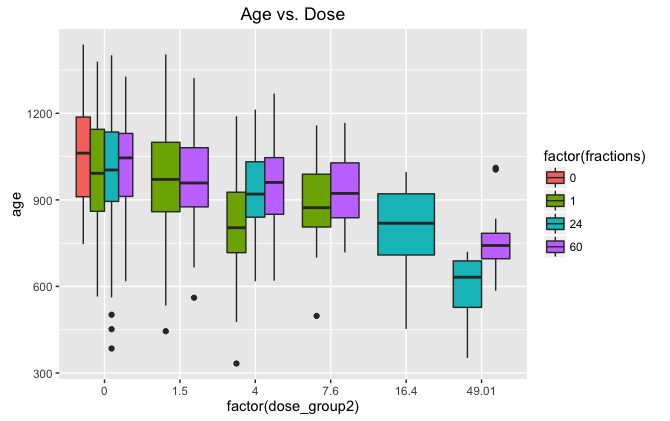 Age vs. Dose
age
1200
900
600
300
0 1.5 4 7.6 16.4 49.01
factor(dose_group2)
factor(fractions)
0
1
24
60